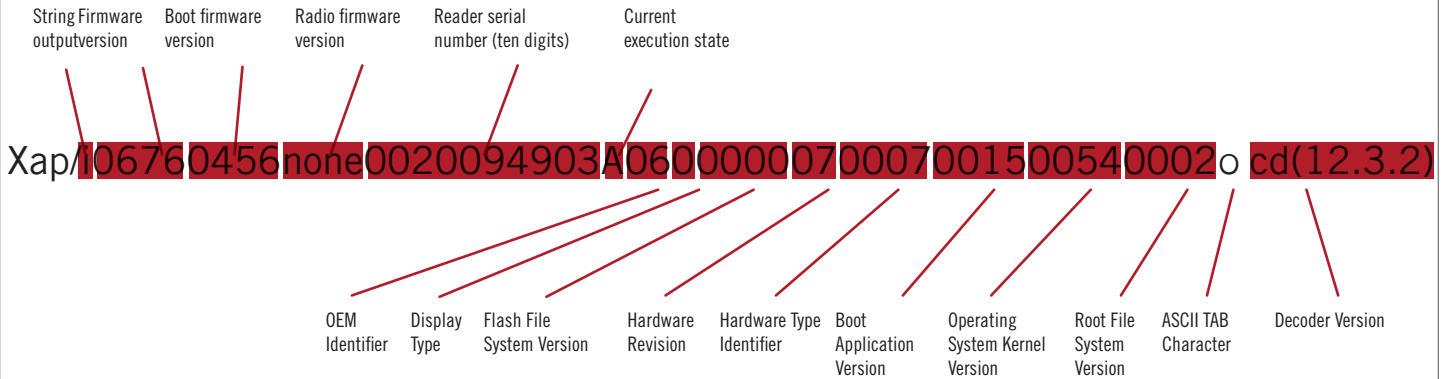 String Firmware
outputversion
Boot firmware
version
Radio firmware
version
Reader serial
number (ten digits)
Current
execution state
Xap/i06760456none0020094903A0600000070007001500540002o cd(12.3.2)
OEM
Identifier
Display
Type
Flash File
System Version
Hardware
Revision
Hardware Type
Identifier
Boot
Application
Version
Operating
System Kernel
Version
Root File
System
Version
ASCII TAB
Character
Decoder Version